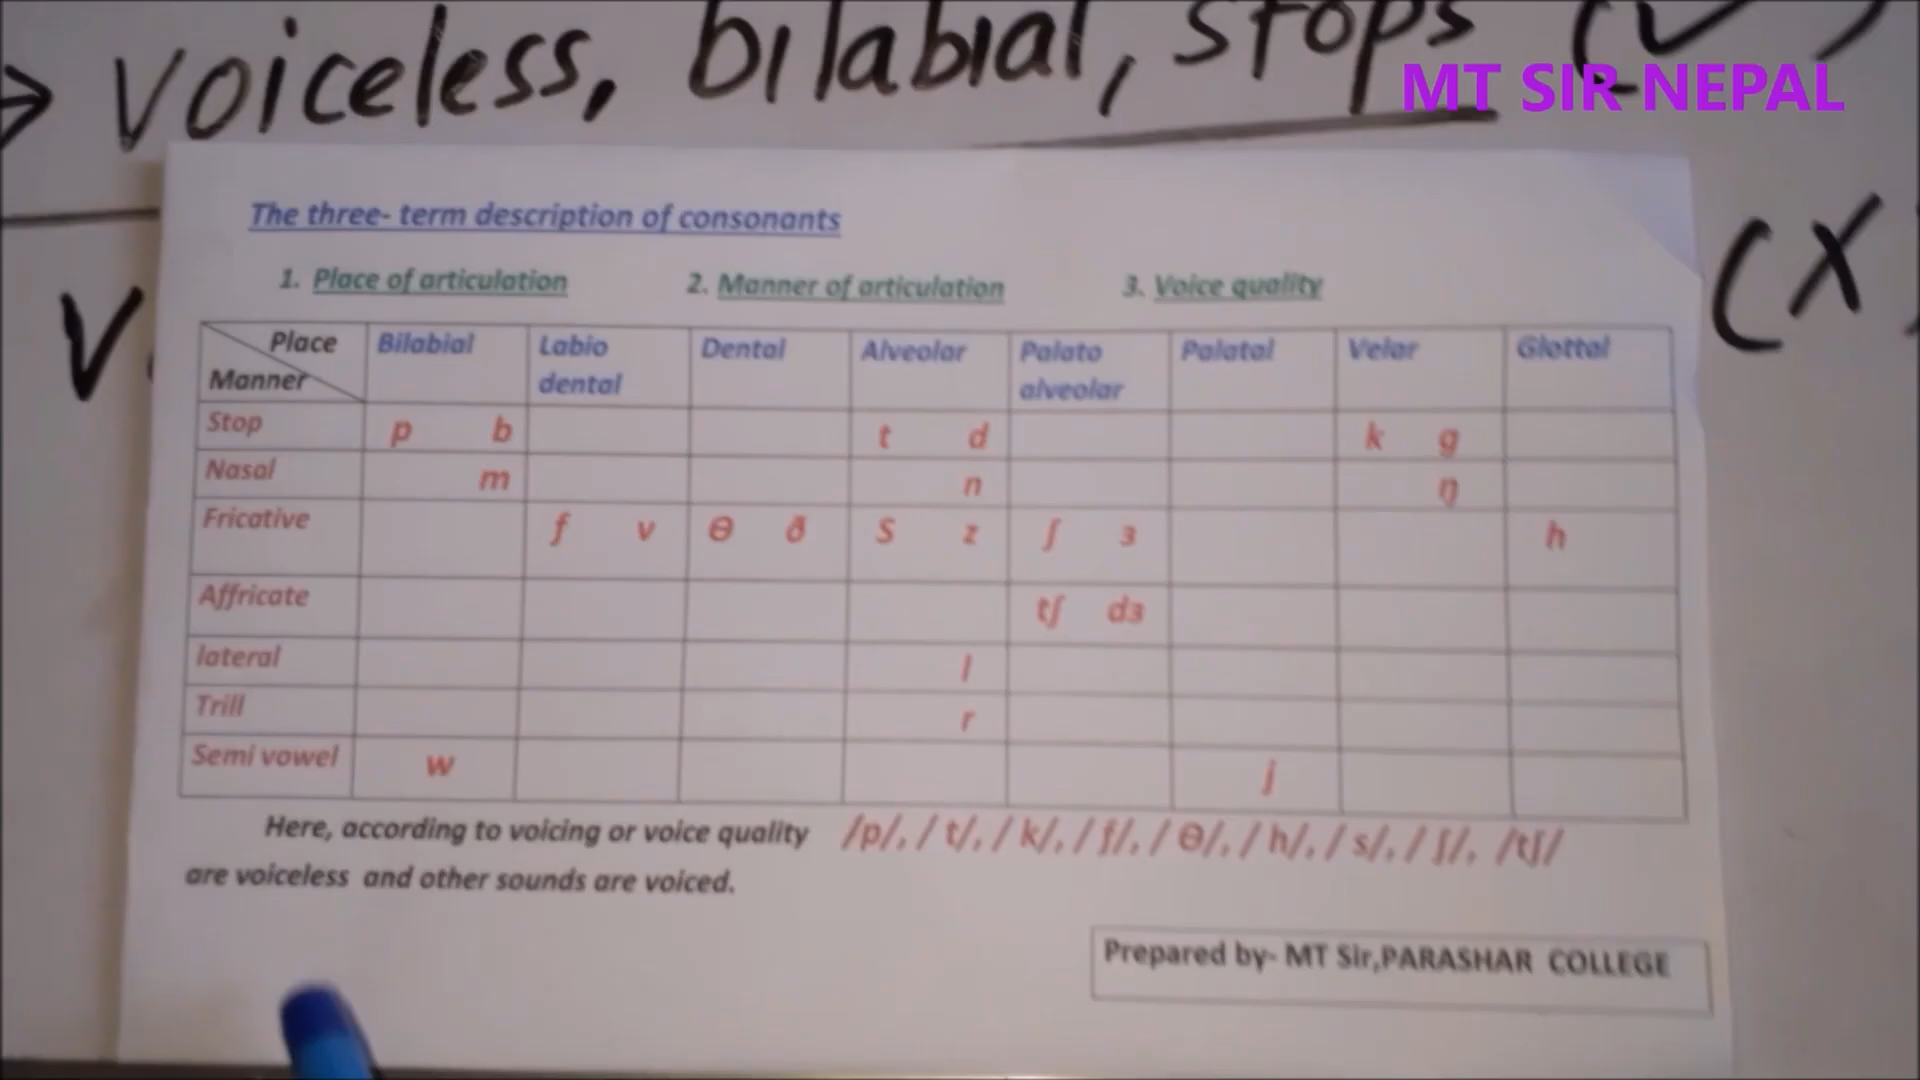 → voiceless, bilabial, stops (✓)
MT SIR NEPAL
The three- term description of consonants
1. Place of articulation 2. Manner of articulation 3. Voice quality
(X)
Place Manner Bilabial Labio dental Dental Alveolar Palato alveolar Palatal Velar Glottal
Stop p b t d k g
Nasal m n ŋ
Fricative f v Ɵ ð S z ʃ ɜ h
Affricate tʃ dɜ
lateral l
Trill r
Semi vowel w j
Here, according to voicing or voice quality /p/, / t/, / k/, / f/, / Ɵ/, / h/, / s/, / ʃ/, /tʃ/
are voiceless and other sounds are voiced.
Prepared by- MT Sir,PARASHAR COLLEGE